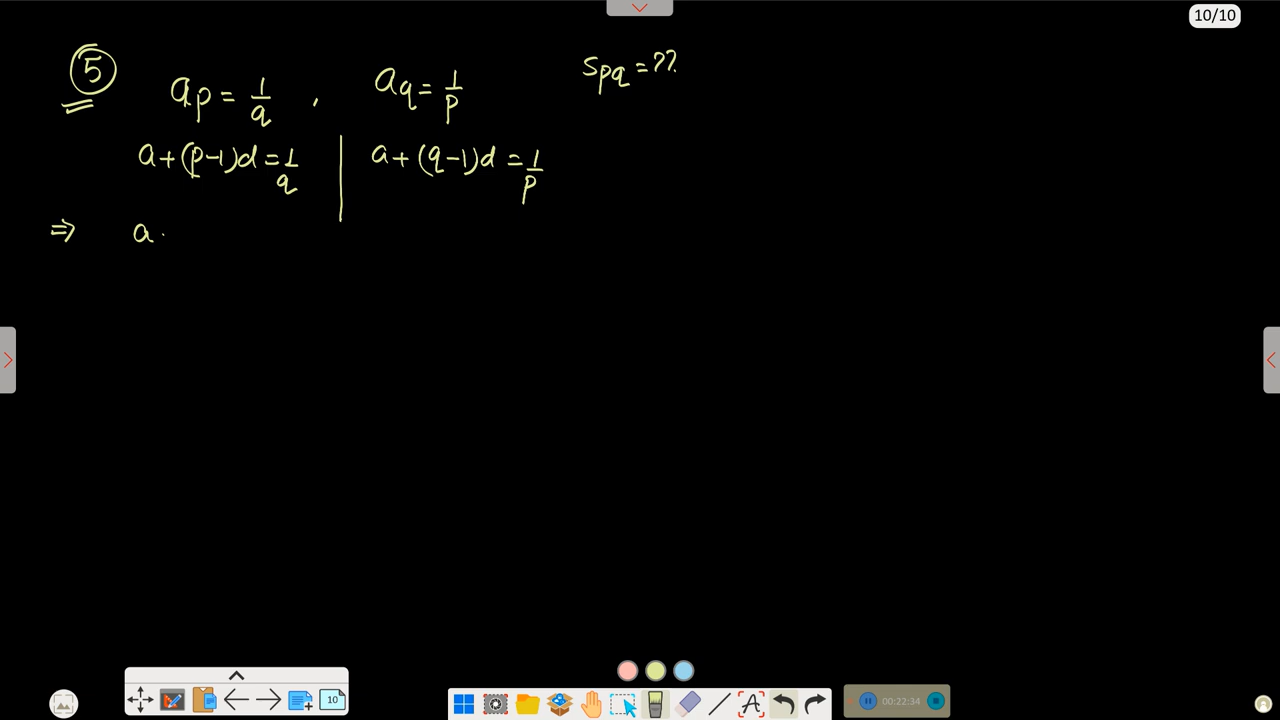 10/10
5
ap = 1/q , aq = 1/p
Spq = ??
a+(p-1)d = 1/q | a+(q-1)d = 1/p
⇒ a
10
A
00:22:34